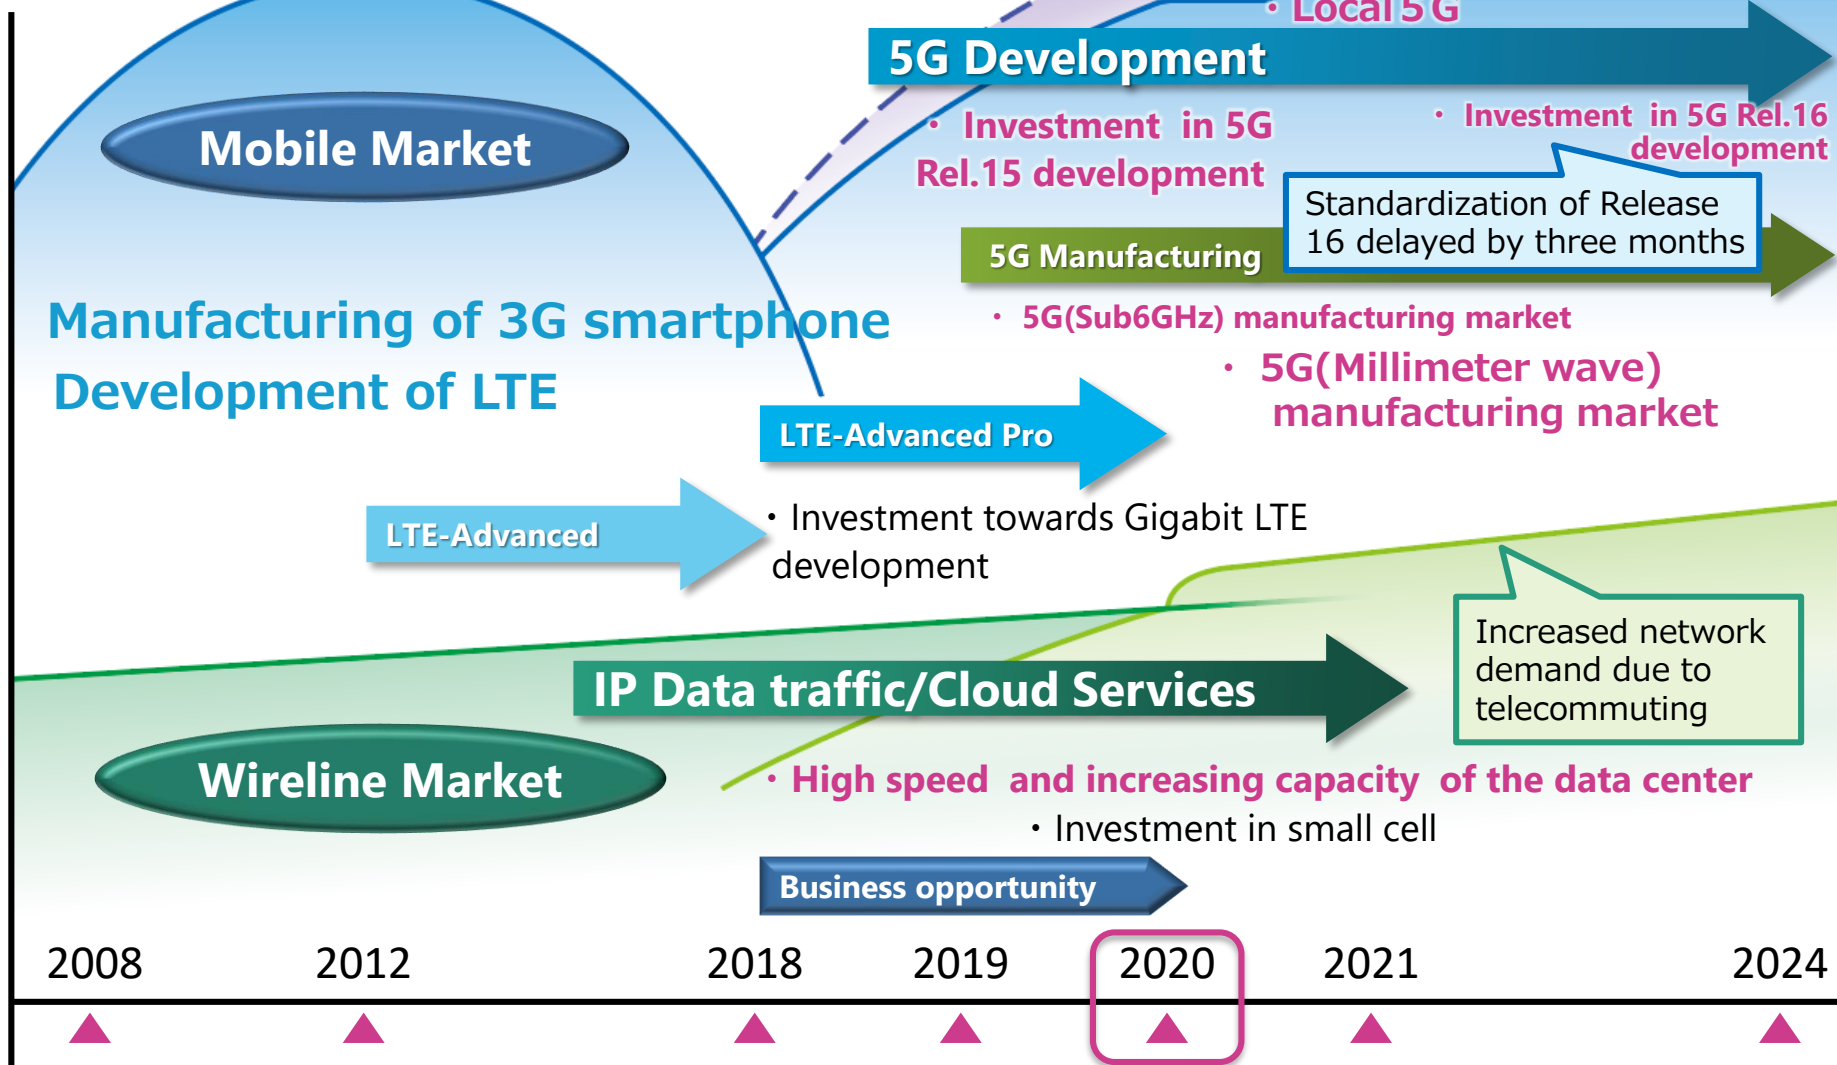 ・Local 5G
5G Development
・ Investment in 5G
Rel.15 development
・ Investment in 5G Rel.16
development
Mobile Market
Standardization of Release
16 delayed by three months
5G Manufacturing
・ 5G(Sub6GHz) manufacturing market
・ 5G(Millimeter wave)
manufacturing market
Manufacturing of 3G smartphone
Development of LTE
LTE-Advanced Pro
LTE-Advanced
・Investment towards Gigabit LTE
development
Increased network
demand due to
telecommuting
IP Data traffic/Cloud Services
Wireline Market
・High speed and increasing capacity of the data center
・Investment in small cell
Business opportunity
2008 2012 2018 2019 2020 2021 2024